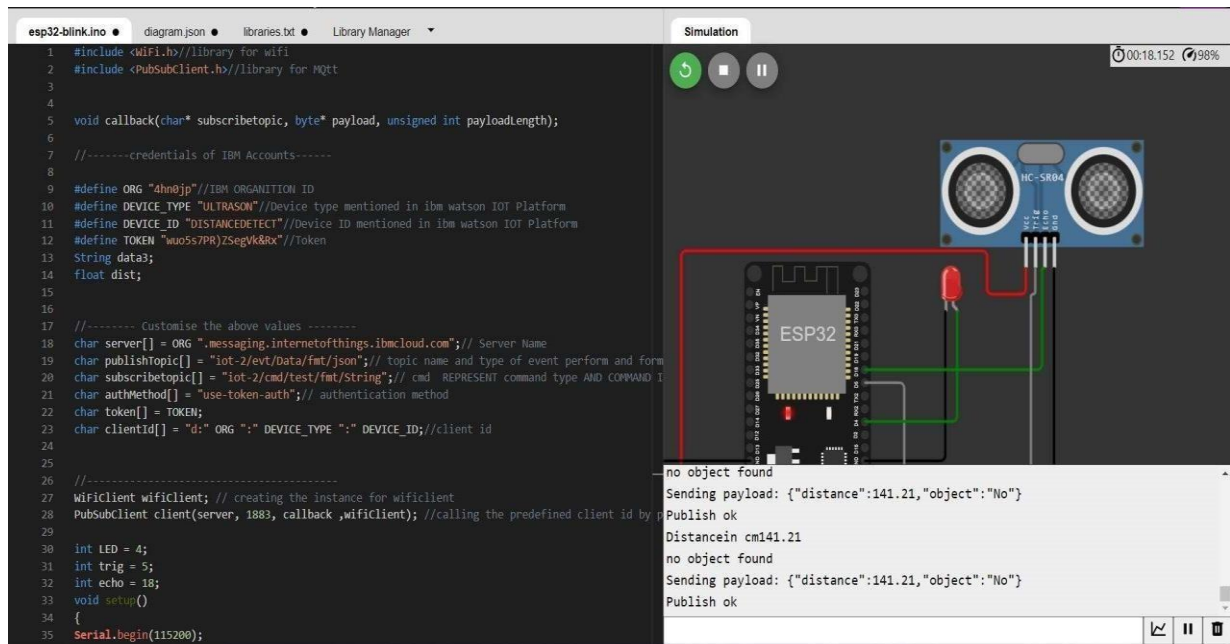 esp32-blink.ino ● diagram.json ● libraries.txt ● Library Manager ▼
Simulation
1 #include <WiFi.h>//library for wifi
2 #include <PubSubClient.h>//library for MQtt
3
4
5 void callback(char* subscribetopic, byte* payload, unsigned int payloadLength);
6
7 //-------credentials of IBM Accounts------
8
9 #define ORG "4hn0jp"//IBM ORGANITION ID
10 #define DEVICE_TYPE "ULTRASON"//Device type mentioned in ibm watson IOT Platform
11 #define DEVICE_ID "DISTANCEDETECT"//Device ID mentioned in ibm watson IOT Platform
12 #define TOKEN "wuo5s7PR)ZSegVk&Rx"//Token
13 String data3;
14 float dist;
15
16
17 //-------- Customise the above values --------
18 char server[] = ORG ".messaging.internetofthings.ibmcloud.com";// Server Name
19 char publishTopic[] = "iot-2/evt/Data/fmt/json";// topic name and type of event perform and form
20 char subscribetopic[] = "iot-2/cmd/test/fmt/String";// cmd REPRESENT command type AND COMMAND I
21 char authMethod[] = "use-token-auth";// authentication method
22 char token[] = TOKEN;
23 char clientId[] = "d:" ORG ":" DEVICE_TYPE ":" DEVICE_ID;//client id
24
25
26 //-----------------------------------------
27 WiFiClient wifiClient; // creating the instance for wificlient
28 PubSubClient client(server, 1883, callback ,wifiClient); //calling the predefined client id by p
29
30 int LED = 4;
31 int trig = 5;
32 int echo = 18;
33 void setup()
34 {
35 Serial.begin(115200);
00:18.152 98%
HC-SR04
Vcc
Trig
Echo
Gnd
ESP32
no object found
Sending payload: {"distance":141.21,"object":"No"}
Publish ok
Distancein cm141.21
no object found
Sending payload: {"distance":141.21,"object":"No"}
Publish ok